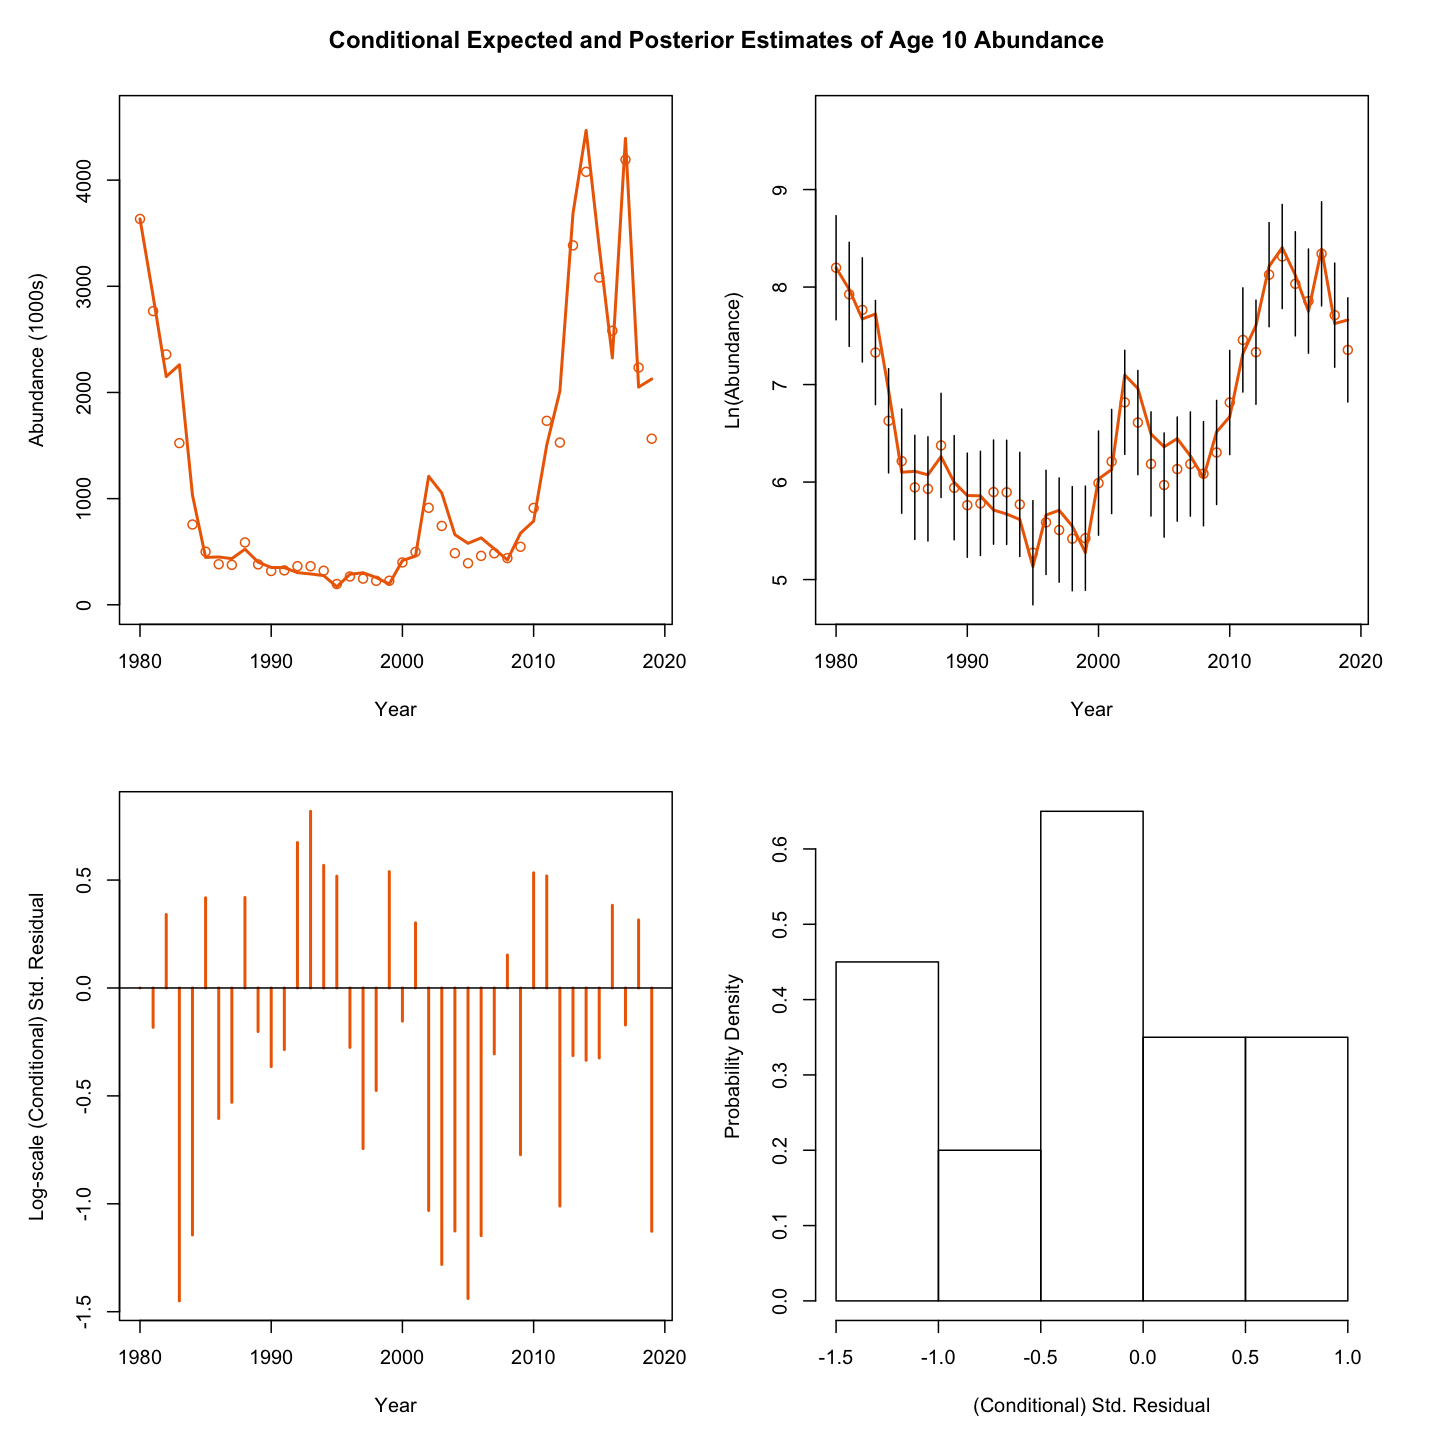 Conditional Expected and Posterior Estimates of Age 10 Abundance
Abundance (1000s)
4000
3000
2000
1000
0
1980 1990 2000 2010 2020
Year
Ln(Abundance)
9
8
7
6
5
1980 1990 2000 2010 2020
Year
Log-scale (Conditional) Std. Residual
0.5
0.0
-0.5
-1.0
-1.5
1980 1990 2000 2010 2020
Year
Probability Density
0.6
0.5
0.4
0.3
0.2
0.1
0.0
-1.5 -1.0 -0.5 0.0 0.5 1.0
(Conditional) Std. Residual